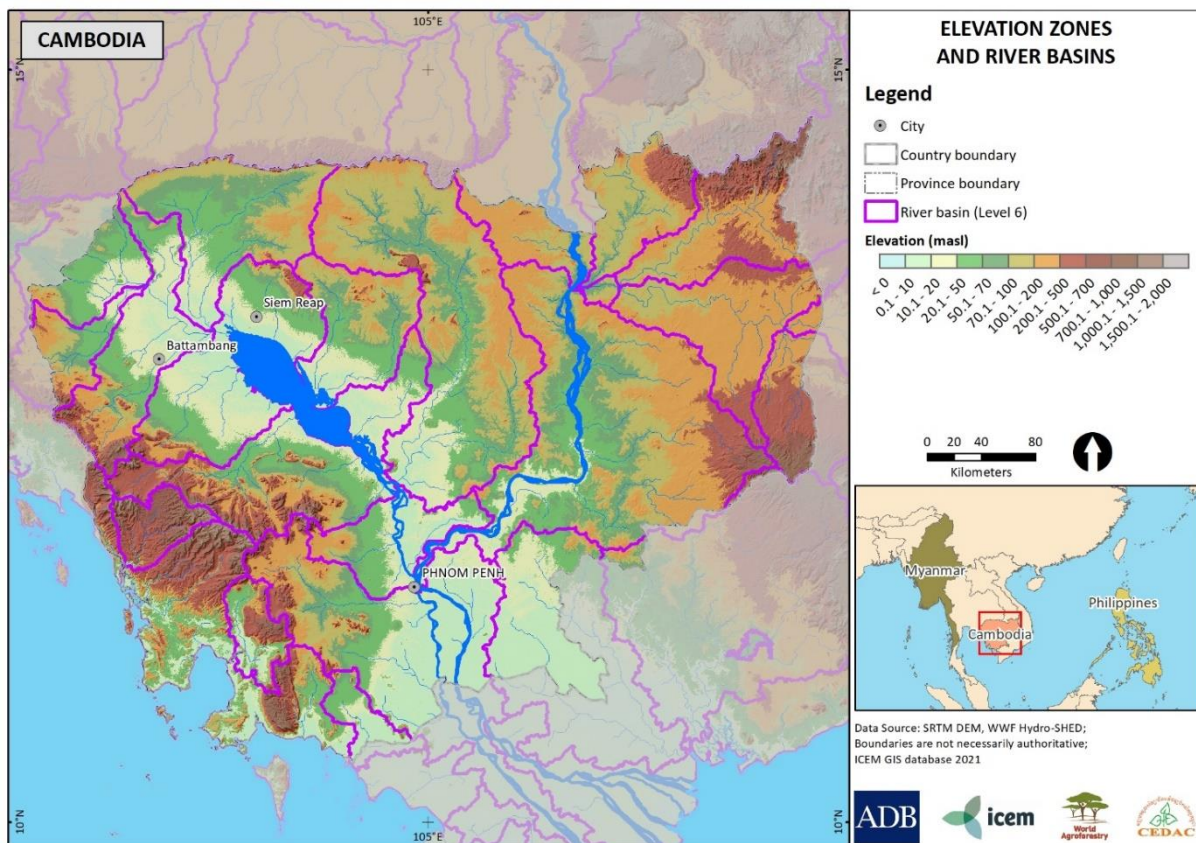 CAMBODIA
105°E
15°N
Siem Reap
Battambang
PHNOM PENH
10°N
105°E
ELEVATION ZONES
AND RIVER BASINS
Legend
City
Country boundary
Province boundary
River basin (Level 6)
Elevation (masl)
< 0
0.1 - 10
10.1 - 20
20.1 - 50
50.1 - 70
70.1 - 100
100.1 - 200
200.1 - 500
500.1 - 700
700.1 - 1,000
1,000.1 - 1,500
1,500.1 - 2,000
0 20 40 80
Kilometers
Myanmar
Philippines
Cambodia
Data Source: SRTM DEM, WWF Hydro-SHED;
Boundaries are not necessarily authoritative;
ICEM GIS database 2021
ADB
icem
World
Agroforestry
CEDAC